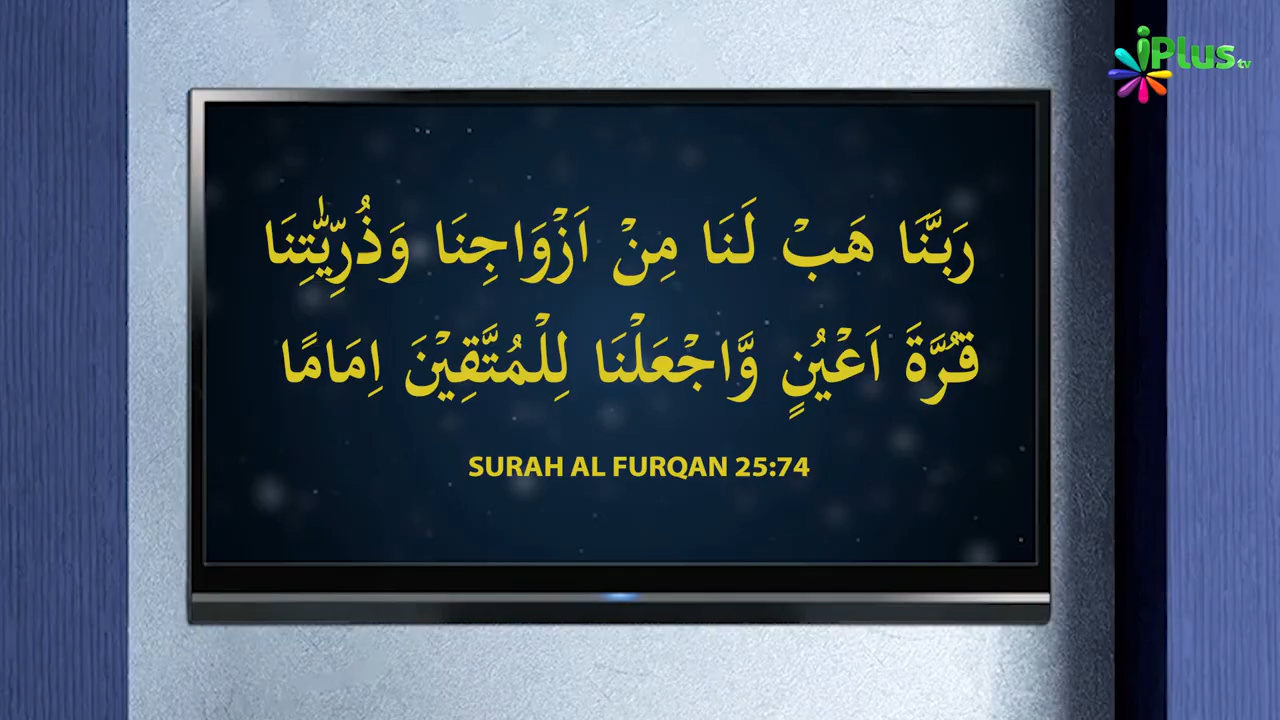 iPlus tv
رَبَّنَا هَبْ لَنَا مِنْ اَزْوَاجِنَا وَذُرِّيّٰتِنَا
قُرَّةَ اَعْيُنٍ وَّاجْعَلْنَا لِلْمُتَّقِيْنَ اِمَامًا
SURAH AL FURQAN 25:74